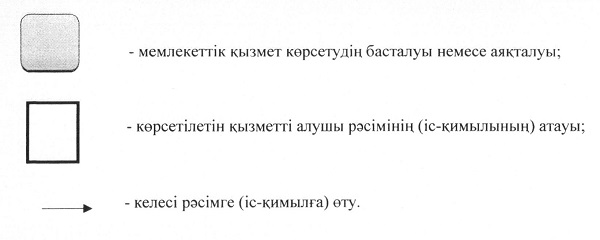 - мемлекеттік қызмет көрсетудің басталуы немесе аяқталуы;
- көрсетілетін қызметті алушы рәсімінің (іс-қимылының) атауы;
- келесі рәсімге (іс-қимылға) өту.